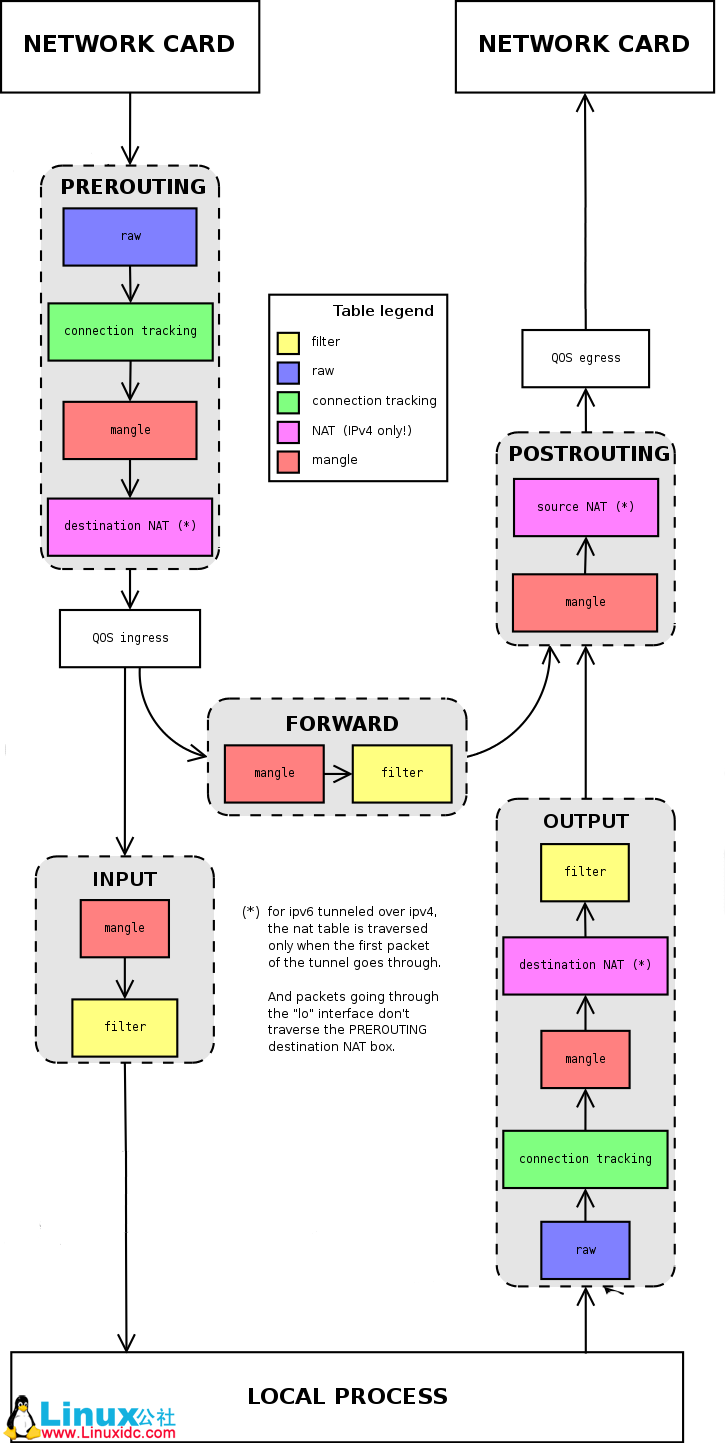 NETWORK CARD
NETWORK CARD
PREROUTING
raw
connection tracking
mangle
destination NAT (*)
QOS ingress
Table legend
filter
raw
connection tracking
NAT (IPv4 only!)
mangle
QOS egress
POSTROUTING
source NAT (*)
mangle
FORWARD
mangle
filter
INPUT
mangle
filter
(*) for ipv6 tunneled over ipv4,
the nat table is traversed
only when the first packet
of the tunnel goes through.
And packets going through
the "lo" interface don't
traverse the PREROUTING
destination NAT box.
OUTPUT
filter
destination NAT (*)
mangle
connection tracking
raw
LOCAL PROCESS
Linux公社
www.Linuxidc.com